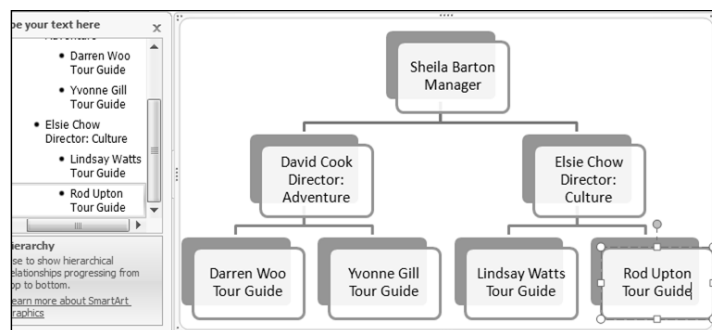 pe your text here
X
Adventure
• Darren Woo
Tour Guide
• Yvonne Gill
Tour Guide
• Elsie Chow
Director: Culture
• Lindsay Watts
Tour Guide
• Rod Upton
Tour Guide
ierarchy
se to show hierarchical
elationships progressing from
op to bottom.
earn more about SmartArt
raphics
Sheila Barton
Manager
David Cook
Director:
Adventure
Elsie Chow
Director:
Culture
Darren Woo
Tour Guide
Yvonne Gill
Tour Guide
Lindsay Watts
Tour Guide
Rod Upton
Tour Guide